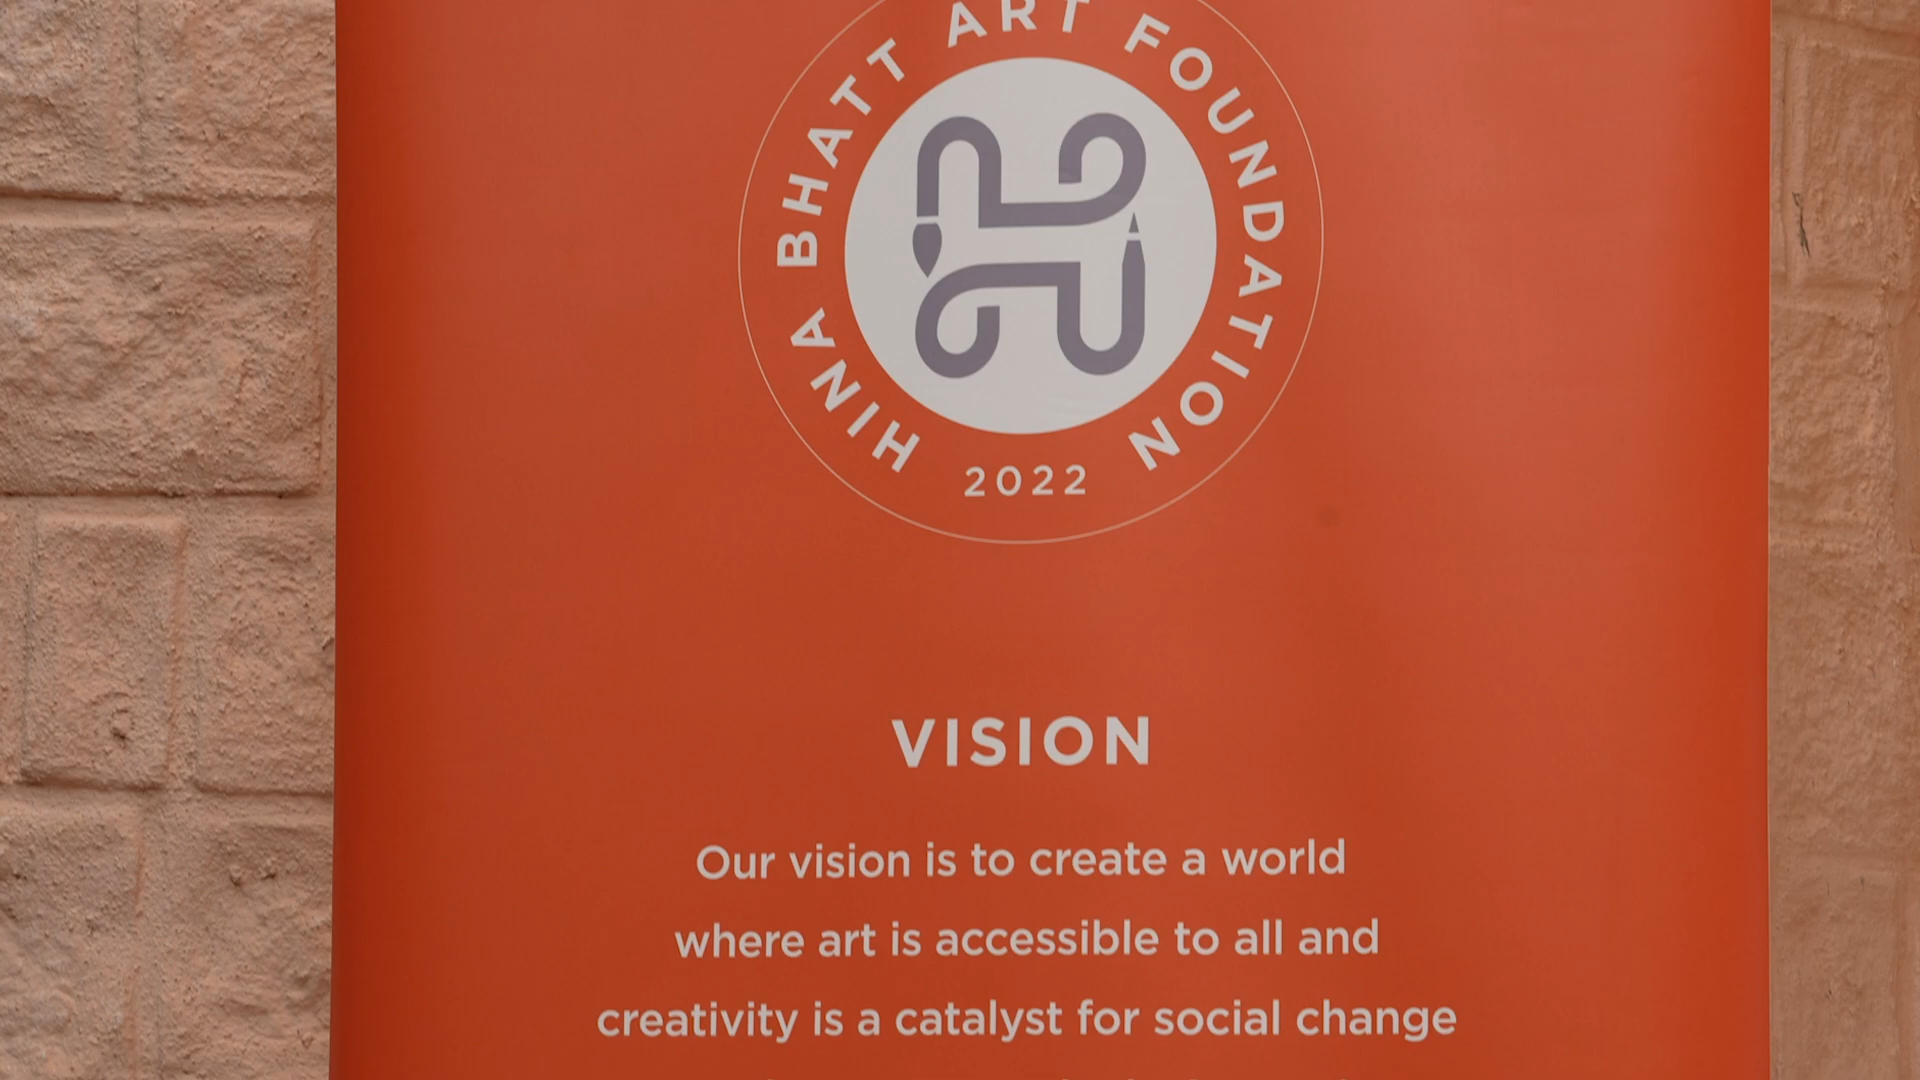 HINA BHATT ART FOUNDATION
2022
VISION
Our vision is to create a world
where art is accessible to all and
creativity is a catalyst for social change